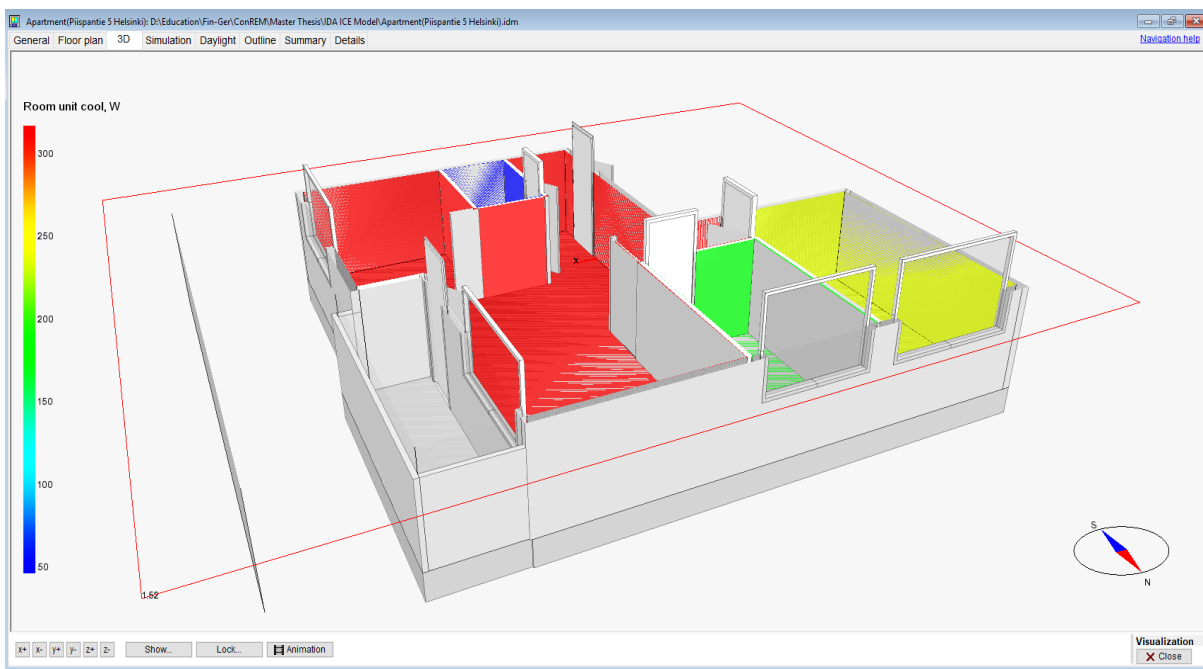 Apartment(Piispantie 5 Helsinki): D:\Education\Fin-Ger\ConREM\Master Thesis\IDA ICE Model\Apartment(Piispantie 5 Helsinki).idm
General Floor plan 3D Simulation Daylight Outline Summary Details
Navigation help
Room unit cool, W
300
250
200
150
100
50
x
1.52
S
N
x+ x- y+ y- z+ z- Show... Lock... Animation
Visualization
Close